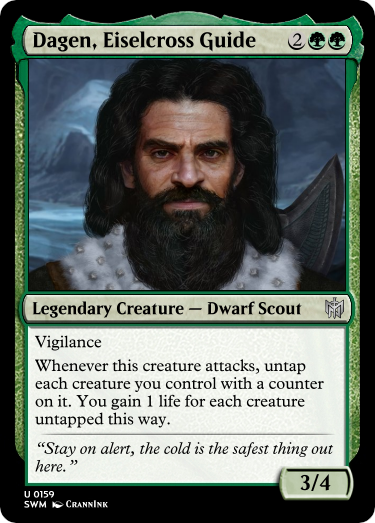 Dagen, Eiselcross Guide 2
Legendary Creature — Dwarf Scout
Vigilance
Whenever this creature attacks, untap
each creature you control with a counter
on it. You gain 1 life for each creature
untapped this way.
“Stay on alert, the cold is the safest thing out
here.”
3/4
U 0159
SWM CrannInk